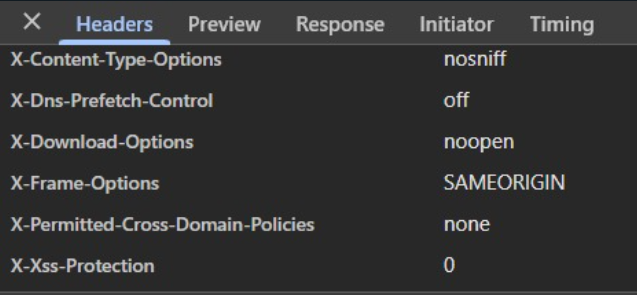 Headers Preview Response Initiator Timing
X-Content-Type-Options nosniff
X-Dns-Prefetch-Control off
X-Download-Options noopen
X-Frame-Options SAMEORIGIN
X-Permitted-Cross-Domain-Policies none
X-Xss-Protection 0